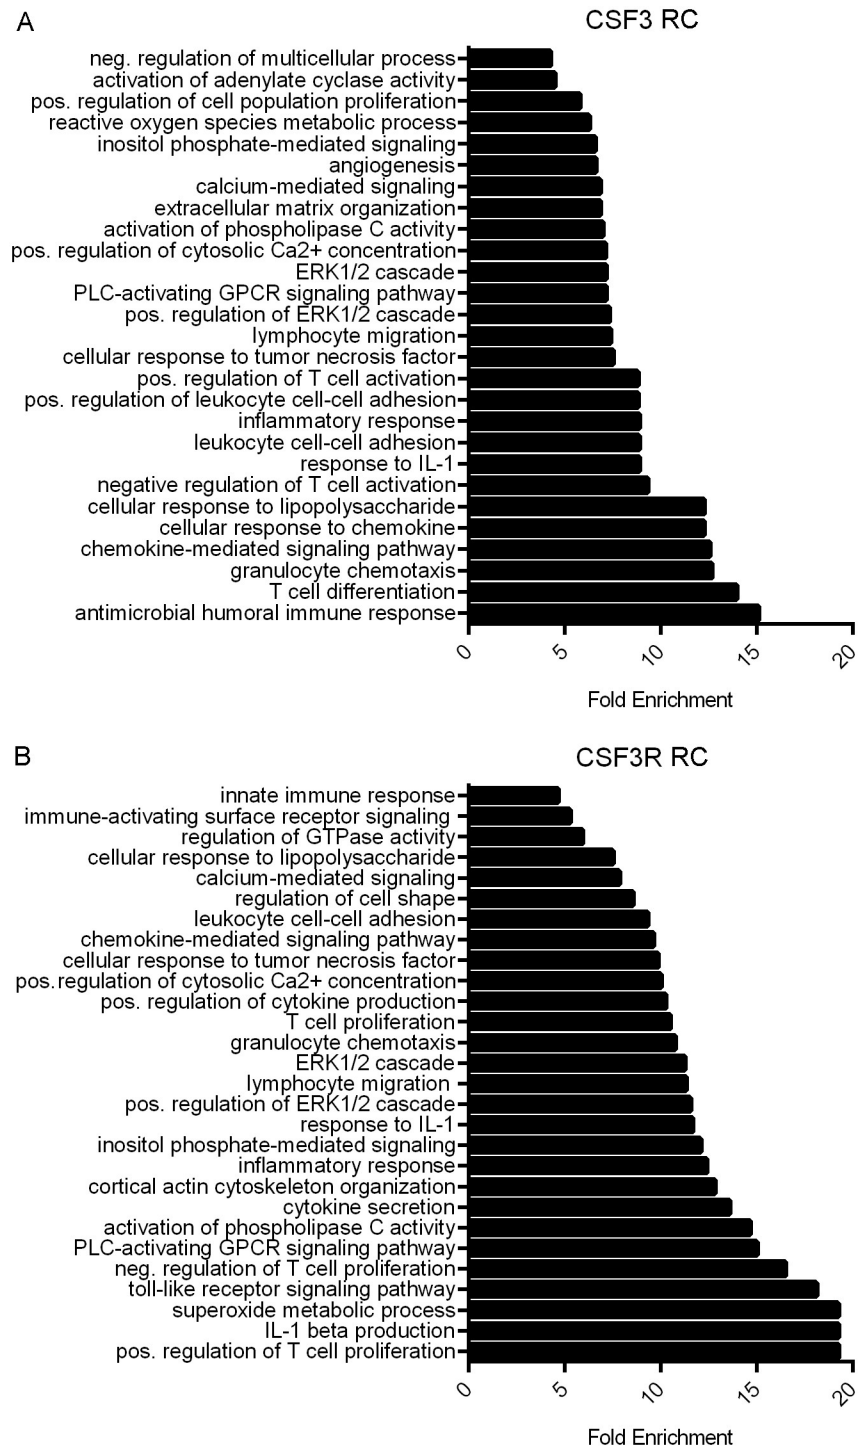 A
CSF3 RC
neg. regulation of multicellular process
activation of adenylate cyclase activity
pos. regulation of cell population proliferation
reactive oxygen species metabolic process
inositol phosphate-mediated signaling
angiogenesis
calcium-mediated signaling
extracellular matrix organization
activation of phospholipase C activity
pos. regulation of cytosolic Ca2+ concentration
ERK1/2 cascade
PLC-activating GPCR signaling pathway
pos. regulation of ERK1/2 cascade
lymphocyte migration
cellular response to tumor necrosis factor
pos. regulation of T cell activation
pos. regulation of leukocyte cell-cell adhesion
inflammatory response
leukocyte cell-cell adhesion
response to IL-1
negative regulation of T cell activation
cellular response to lipopolysaccharide
cellular response to chemokine
chemokine-mediated signaling pathway
granulocyte chemotaxis
T cell differentiation
antimicrobial humoral immune response
0 5 10 15 20
Fold Enrichment
B
CSF3R RC
innate immune response
immune-activating surface receptor signaling
regulation of GTPase activity
cellular response to lipopolysaccharide
calcium-mediated signaling
regulation of cell shape
leukocyte cell-cell adhesion
chemokine-mediated signaling pathway
cellular response to tumor necrosis factor
pos.regulation of cytosolic Ca2+ concentration
pos. regulation of cytokine production
T cell proliferation
granulocyte chemotaxis
ERK1/2 cascade
lymphocyte migration
pos. regulation of ERK1/2 cascade
response to IL-1
inositol phosphate-mediated signaling
inflammatory response
cortical actin cytoskeleton organization
cytokine secretion
activation of phospholipase C activity
PLC-activating GPCR signaling pathway
neg. regulation of T cell proliferation
toll-like receptor signaling pathway
superoxide metabolic process
IL-1 beta production
pos. regulation of T cell proliferation
0 5 10 15 20
Fold Enrichment